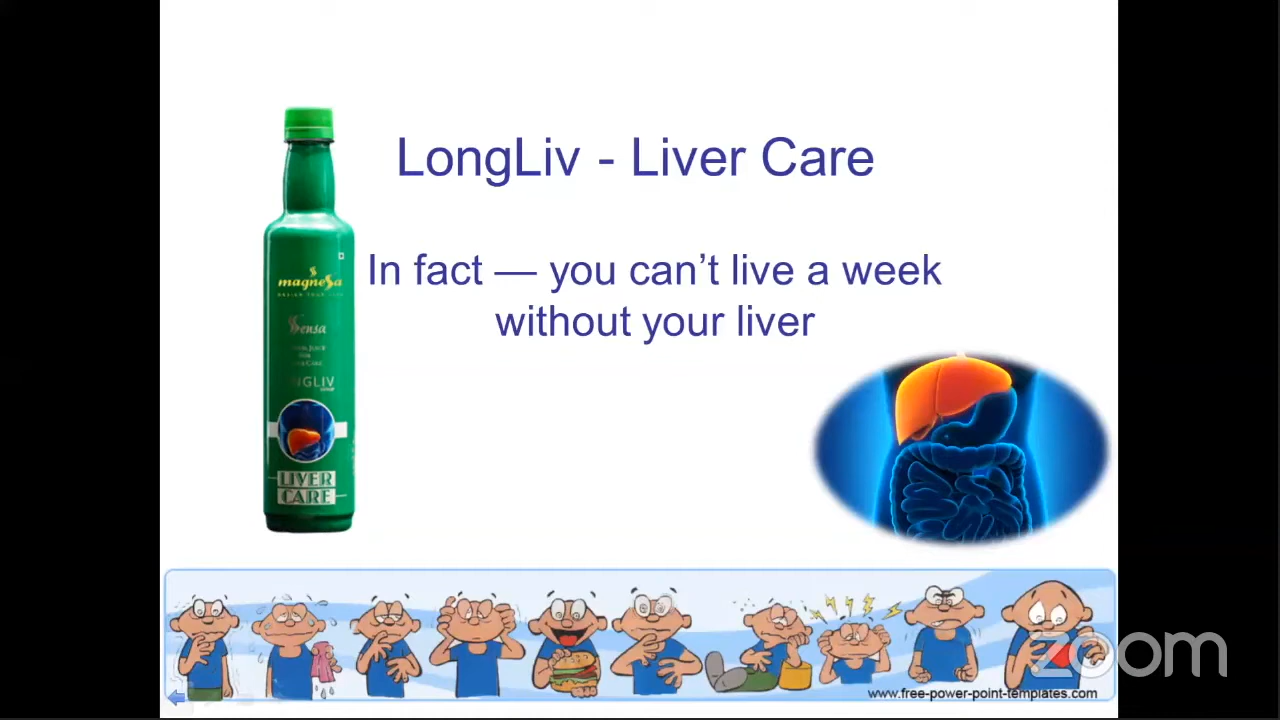 LongLiv - Liver Care
In fact — you can’t live a week
without your liver
magneSa
Sensa
NGLIV
LIVER
CARE
zoom
www.free-power-point-templates.com